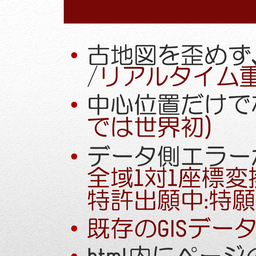 • 古地図を歪めず、
/リアルタイム重
• 中心位置だけで
では世界初)
• データ側エラー
全域1対1座標変換
特許出願中:特願
• 既存のGISデータ
• html内にページの